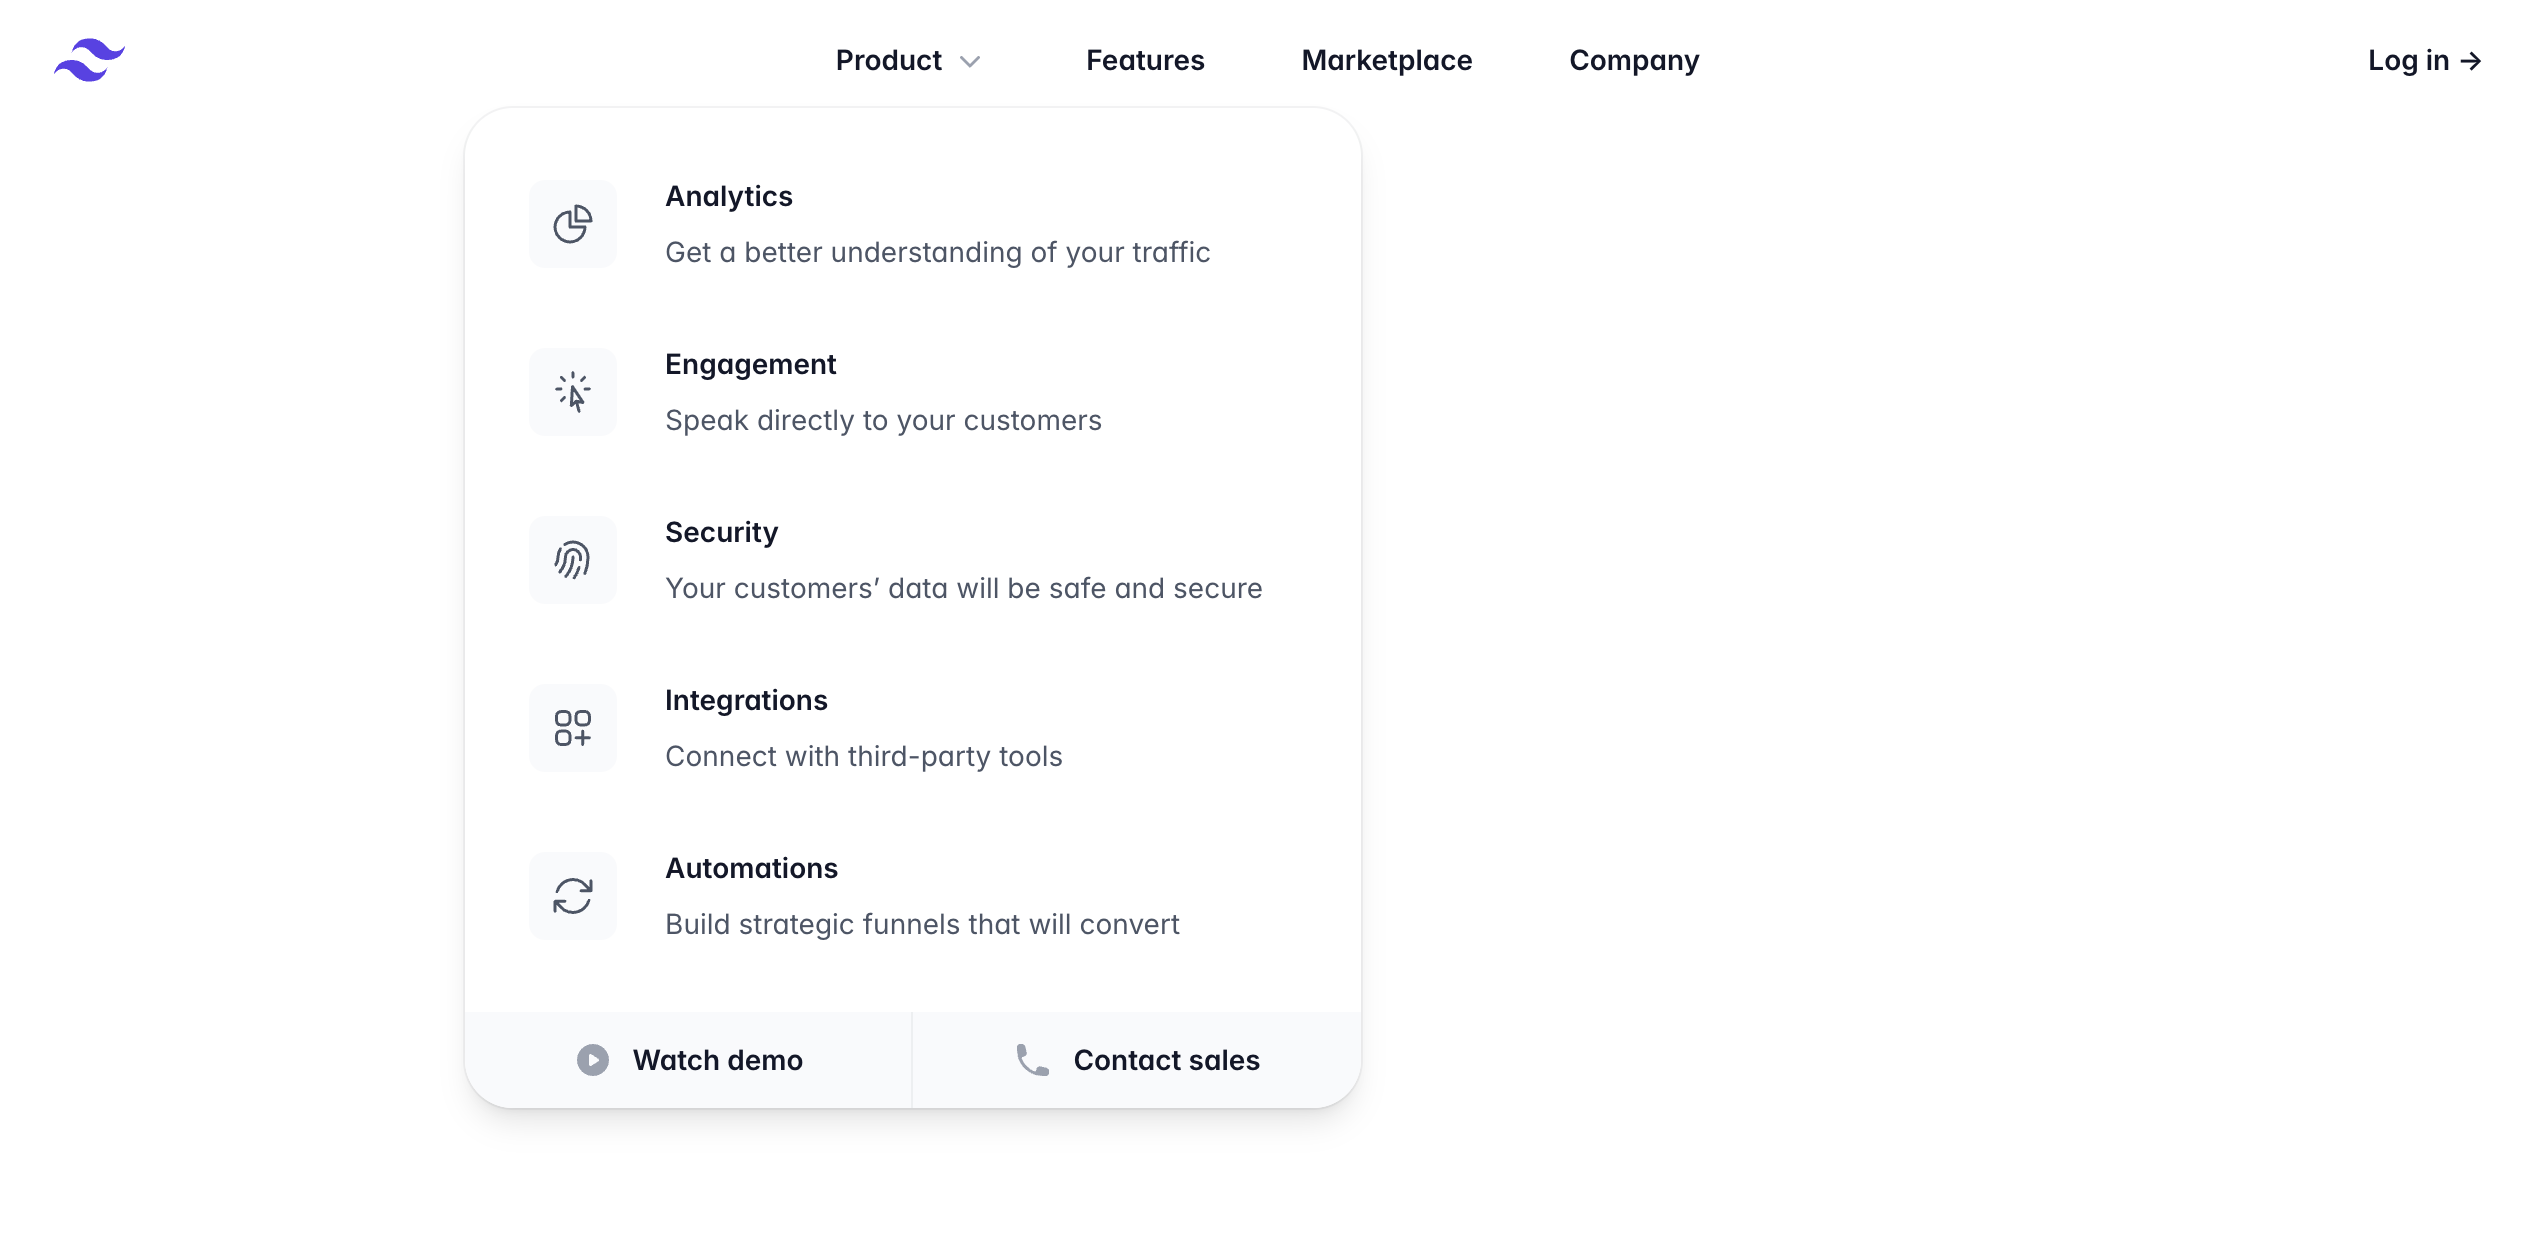 Product
Features
Marketplace
Company
Log in →
Analytics
Get a better understanding of your traffic
Engagement
Speak directly to your customers
Security
Your customers’ data will be safe and secure
Integrations
Connect with third-party tools
Automations
Build strategic funnels that will convert
Watch demo
Contact sales